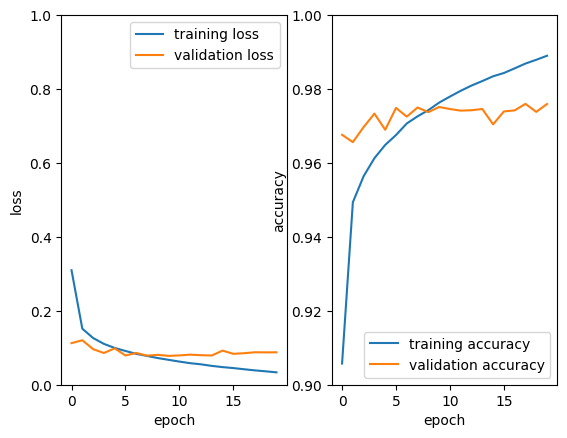 1.0
0.8
0.6
0.4
0.2
0.0
loss
0
5
10
15
epoch
training loss
validation loss
1.00
0.98
0.96
0.94
0.92
0.90
accuracy
0
5
10
15
epoch
training accuracy
validation accuracy